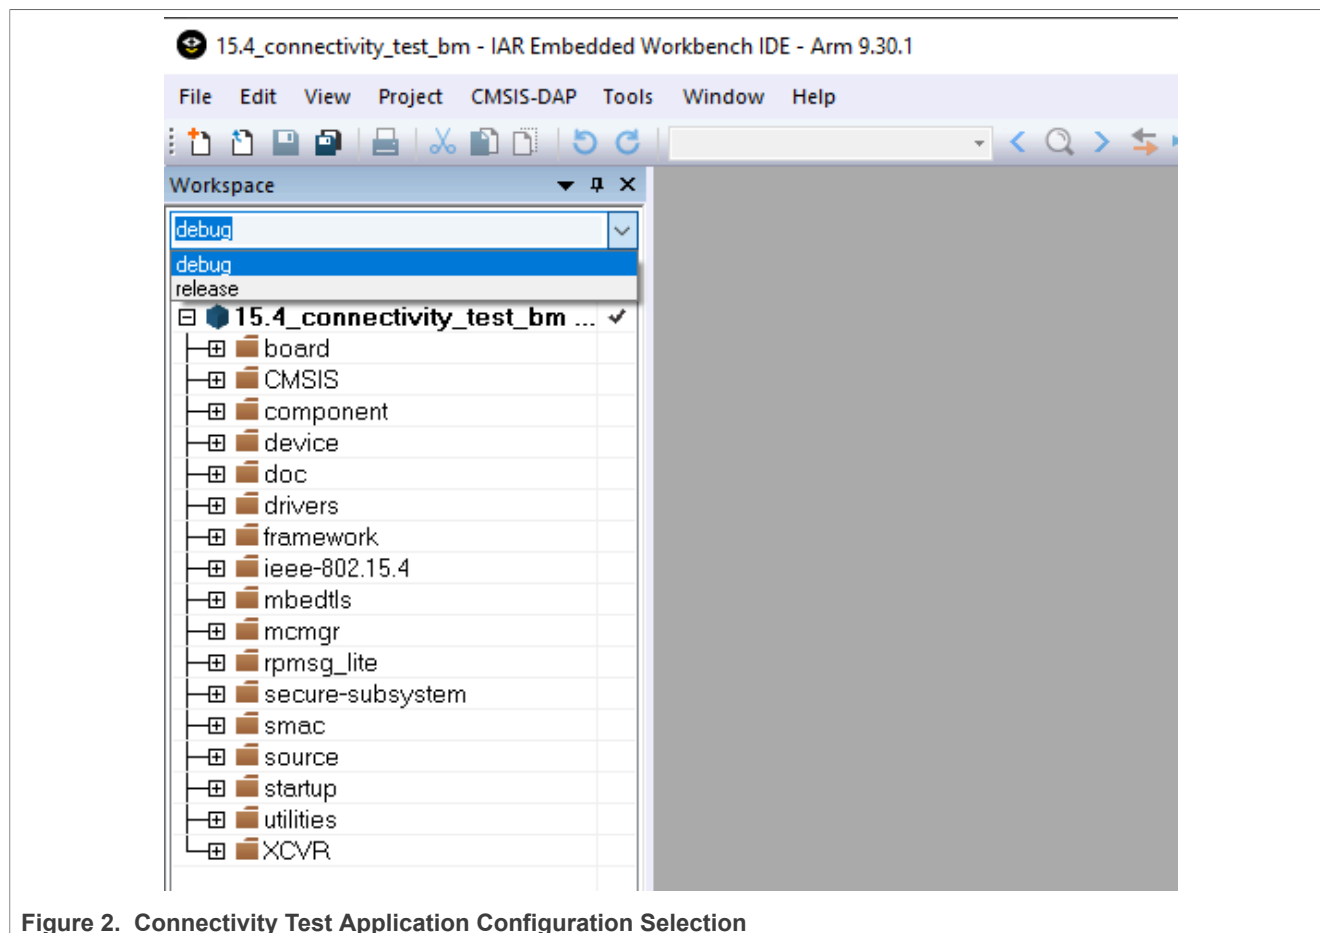 15.4_connectivity_test_bm - IAR Embedded Workbench IDE - Arm 9.30.1
File Edit View Project CMSIS-DAP Tools Window Help
Workspace
debug
debug
release
15.4_connectivity_test_bm ...
board
CMSIS
component
device
doc
drivers
framework
ieee-802.15.4
mbedtls
mcmgr
rpmsg_lite
secure-subsystem
smac
source
startup
utilities
XCVR
Figure 2. Connectivity Test Application Configuration Selection